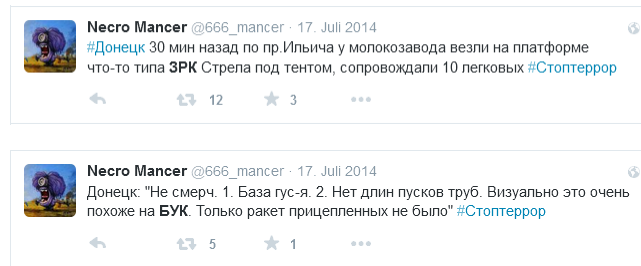 Necro Mancer @666_mancer · 17. Juli 2014
#Донецк 30 мин назад по пр.Ильича у молокозавода везли на платформе
что-то типа ЗРК Стрела под тентом, сопровождали 10 легковых #Стоптеррор
12 3
Necro Mancer @666_mancer · 17. Juli 2014
Донецк: "Не смерч. 1. База гус-я. 2. Нет длин пусков труб. Визуально это очень
похоже на БУК. Только ракет прицепленных не было" #Стоптеррор
5 1